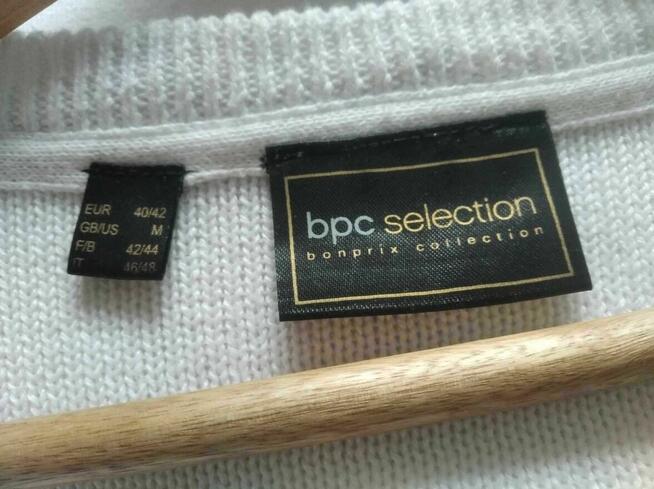 EUR 40/42
GB/US M
F/B 42/44
IT 46/48
bpc selection
bonprix collection